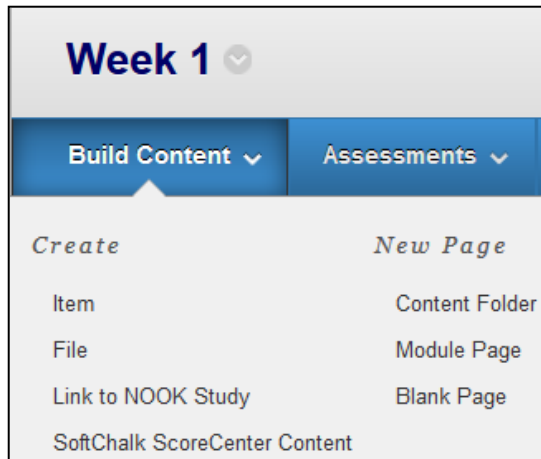 Week 1
Build Content
Assessments
Create
Item
File
Link to NOOK Study
SoftChalk ScoreCenter Content
New Page
Content Folder
Module Page
Blank Page